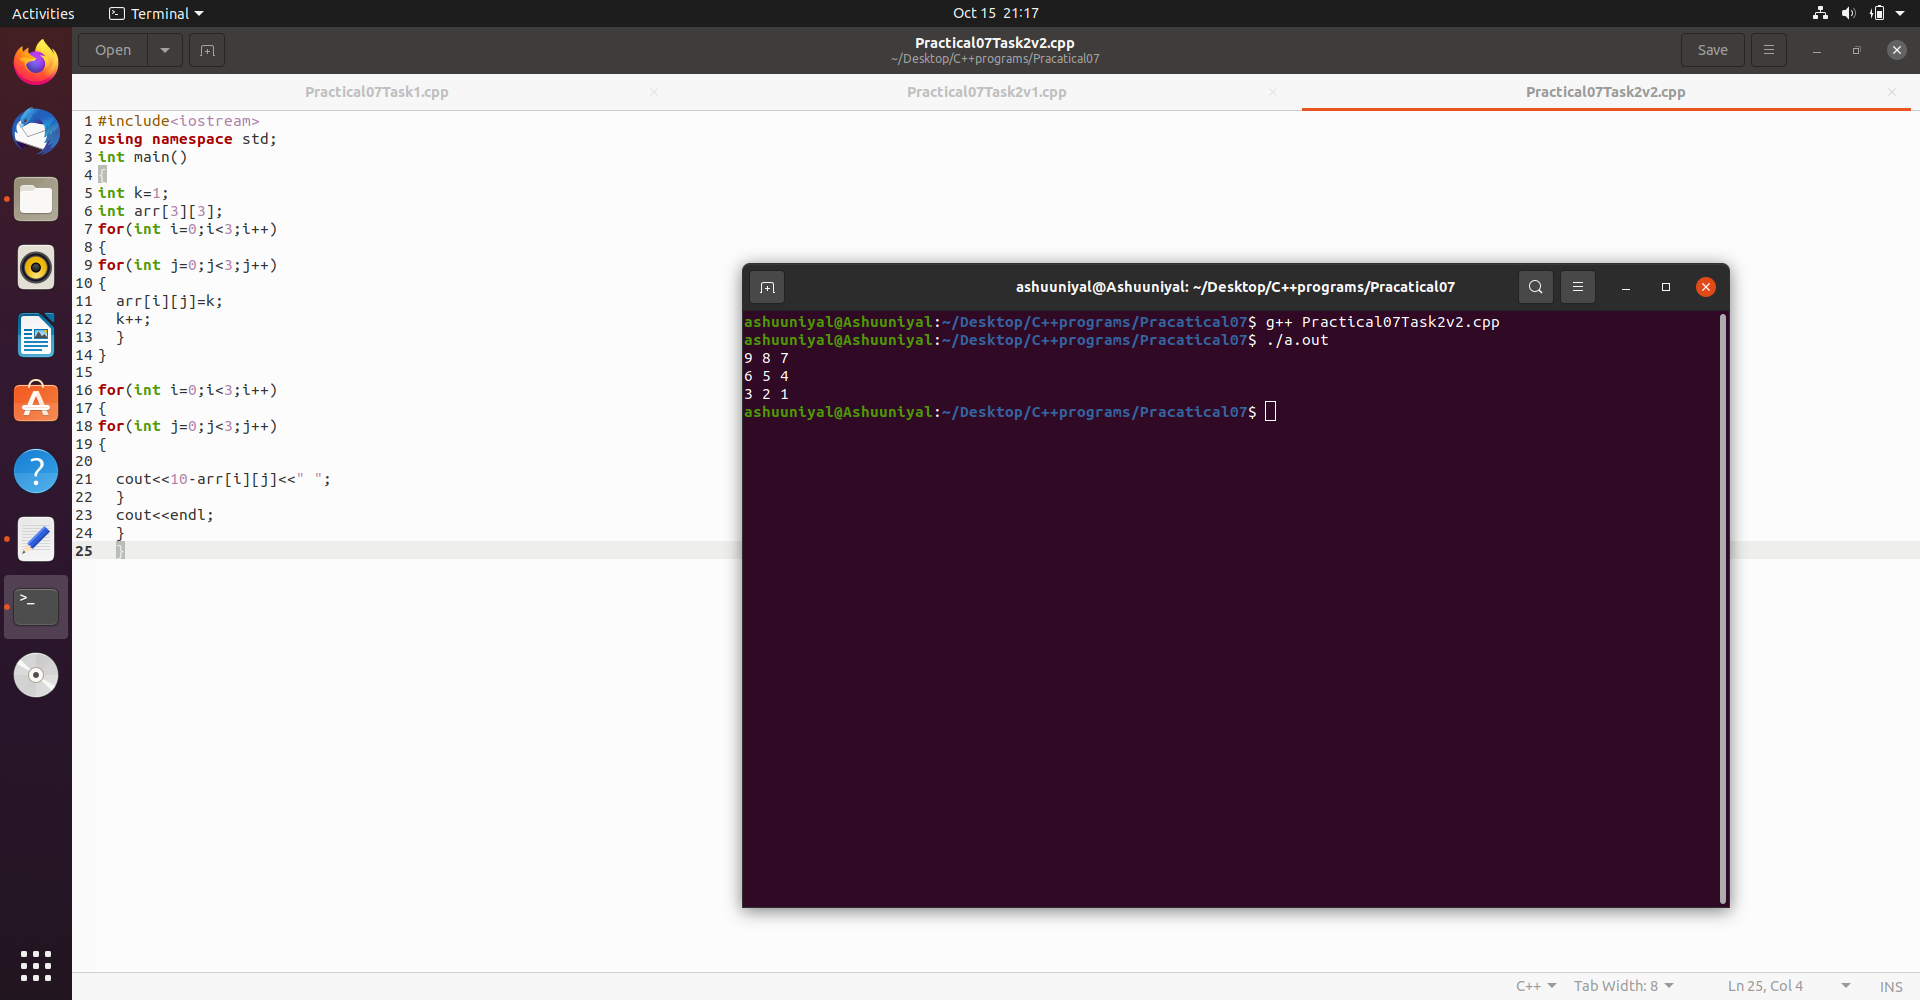 Activities Terminal Oct 15 21:17
Open Practical07Task2v2.cpp Save
~/Desktop/C++programs/Pracatical07
Practical07Task1.cpp Practical07Task2v1.cpp Practical07Task2v2.cpp
1 #include<iostream>
2 using namespace std;
3 int main()
4 {
5 int k=1;
6 int arr[3][3];
7 for(int i=0;i<3;i++)
8 {
9 for(int j=0;j<3;j++)
10 {
11   arr[i][j]=k;
12   k++;
13   }
14 }
15
16 for(int i=0;i<3;i++)
17 {
18 for(int j=0;j<3;j++)
19 {
20
21   cout<<10-arr[i][j]<<" ";
22   }
23   cout<<endl;
24   }
25   }
ashuuniyal@Ashuuniyal: ~/Desktop/C++programs/Pracatical07
ashuuniyal@Ashuuniyal:~/Desktop/C++programs/Pracatical07$ g++ Practical07Task2v2.cpp
ashuuniyal@Ashuuniyal:~/Desktop/C++programs/Pracatical07$ ./a.out
9 8 7
6 5 4
3 2 1
ashuuniyal@Ashuuniyal:~/Desktop/C++programs/Pracatical07$
C++ Tab Width: 8 Ln 25, Col 4 INS